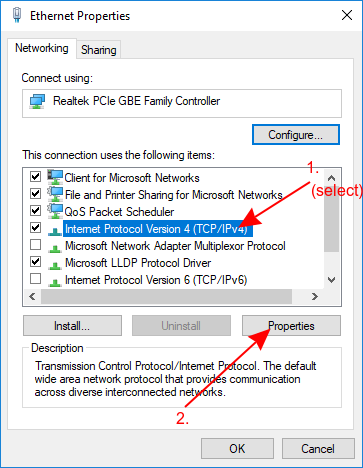 Ethernet Properties
Networking
Sharing
Connect using:
Realtek PCIe GBE Family Controller
Configure...
This connection uses the following items:
1.
(select)
Client for Microsoft Networks
File and Printer Sharing for Microsoft Networks
QoS Packet Scheduler
Internet Protocol Version 4 (TCP/IPv4)
Microsoft Network Adapter Multiplexor Protocol
Microsoft LLDP Protocol Driver
Internet Protocol Version 6 (TCP/IPv6)
Install...
Uninstall
Properties
Description
Transmission Control Protocol/Internet Protocol. The default
wide area network protocol that provides communication
across diverse interconnected networks.
2.
OK
Cancel